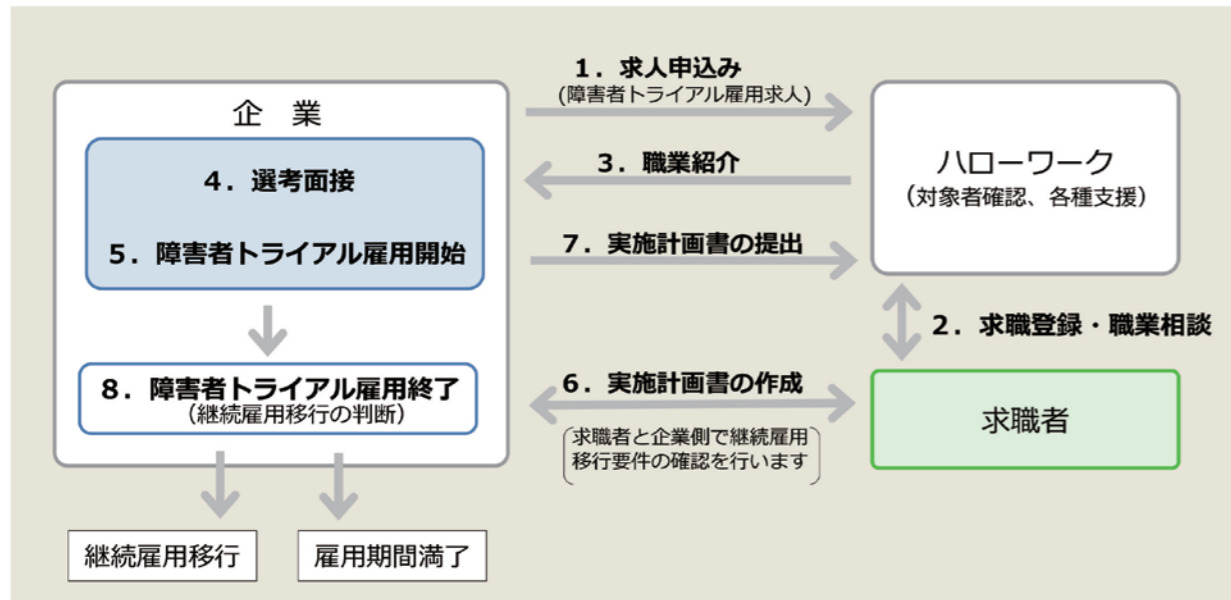 1. 求人申込み
(障害者トライアル雇用求人)
企 業
ハローワーク
(対象者確認、各種支援)
4. 選考面接
3. 職業紹介
5. 障害者トライアル雇用開始
7. 実施計画書の提出
2. 求職登録・職業相談
8. 障害者トライアル雇用終了
(継続雇用移行の判断)
6. 実施計画書の作成
求職者と企業側で継続雇用
移行要件の確認を行います
求職者
継続雇用移行
雇用期間満了